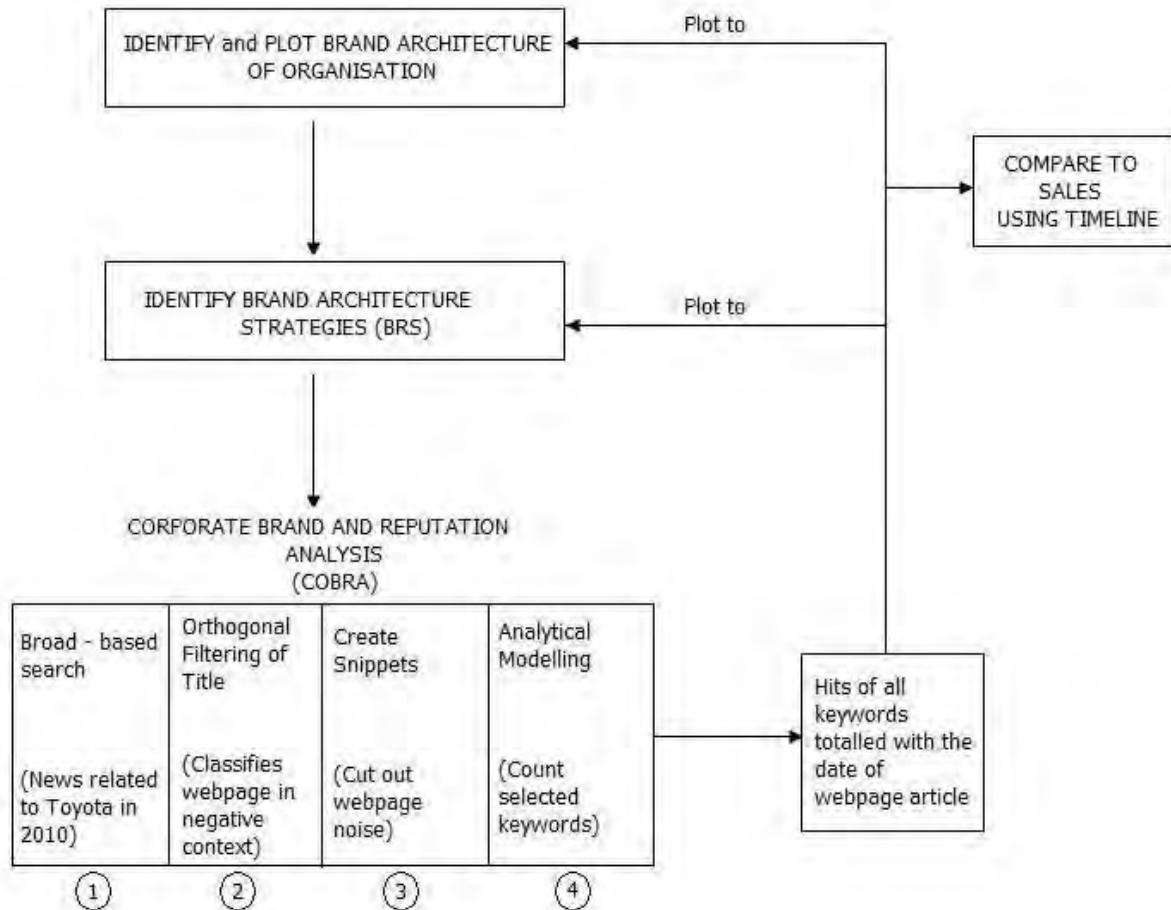 IDENTIFY and PLOT BRAND ARCHITECTURE
OF ORGANISATION
Plot to
COMPARE TO
SALES
USING TIMELINE
IDENTIFY BRAND ARCHITECTURE
STRATEGIES (BRS)
Plot to
CORPORATE BRAND AND REPUTATION
ANALYSIS
(COBRA)
Broad - based
search
(News related
to Toyota in
2010)
1
Orthogonal
Filtering of
Title
(Classifies
webpage in
negative
context)
2
Create
Snippets
(Cut out
webpage
noise)
3
Analytical
Modelling
(Count
selected
keywords)
4
Hits of all
keywords
totalled with the
date of
webpage article